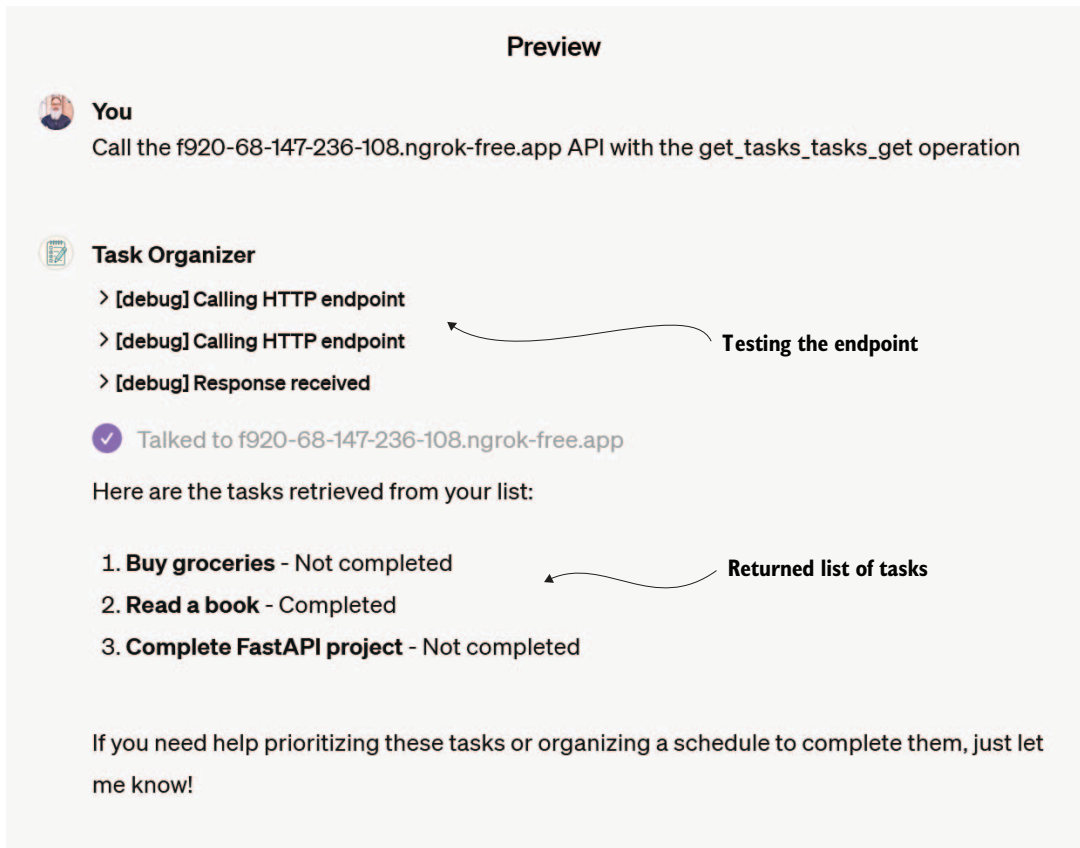 Preview
You
Call the f920-68-147-236-108.ngrok-free.app API with the get_tasks_tasks_get operation
Task Organizer
> [debug] Calling HTTP endpoint
> [debug] Calling HTTP endpoint
Testing the endpoint
> [debug] Response received
Talked to f920-68-147-236-108.ngrok-free.app
Here are the tasks retrieved from your list:
1. Buy groceries - Not completed
Returned list of tasks
2. Read a book - Completed
3. Complete FastAPI project - Not completed
If you need help prioritizing these tasks or organizing a schedule to complete them, just let
me know!